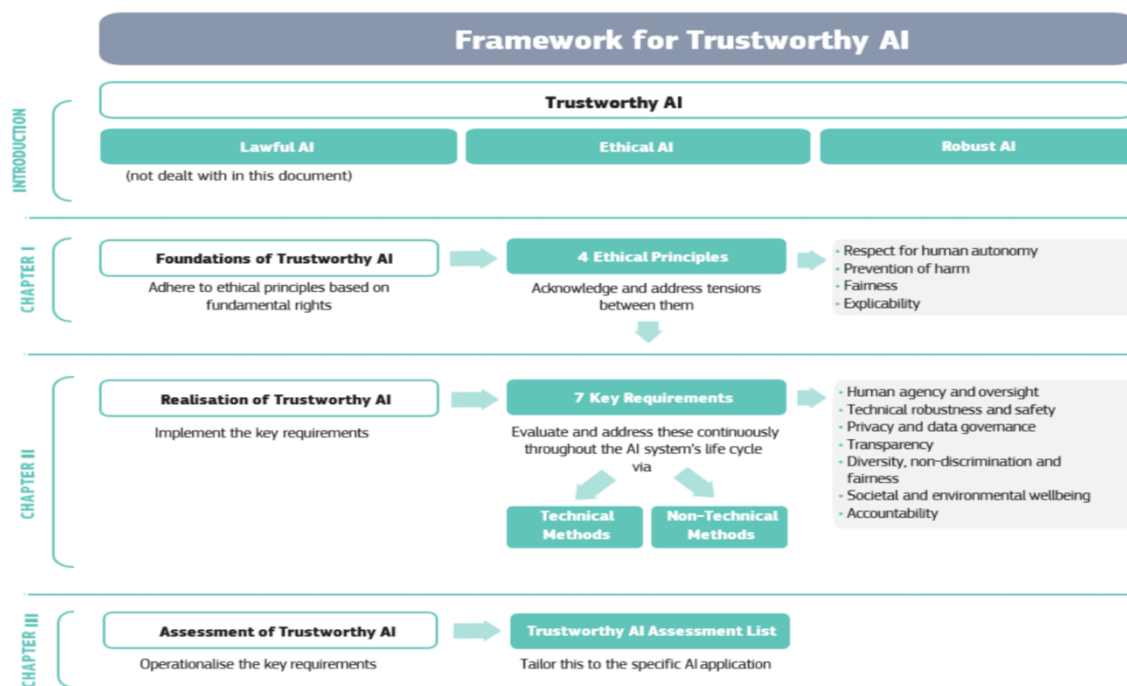 Framework for Trustworthy AI
INTRODUCTION
Trustworthy AI
Lawful AI
Ethical AI
Robust AI
(not dealt with in this document)
CHAPTER I
Foundations of Trustworthy AI
Adhere to ethical principles based on
fundamental rights
4 Ethical Principles
Acknowledge and address tensions
between them
· Respect for human autonomy
· Prevention of harm
· Fairness
· Explicability
CHAPTER II
Realisation of Trustworthy AI
Implement the key requirements
7 Key Requirements
Evaluate and address these continuously
throughout the AI system's life cycle
via
Technical
Methods
Non-Technical
Methods
· Human agency and oversight
· Technical robustness and safety
· Privacy and data governance
· Transparency
· Diversity, non-discrimination and
fairness
· Societal and environmental wellbeing
· Accountability
CHAPTER III
Assessment of Trustworthy AI
Operationalise the key requirements
Trustworthy AI Assessment List
Tailor this to the specific AI application